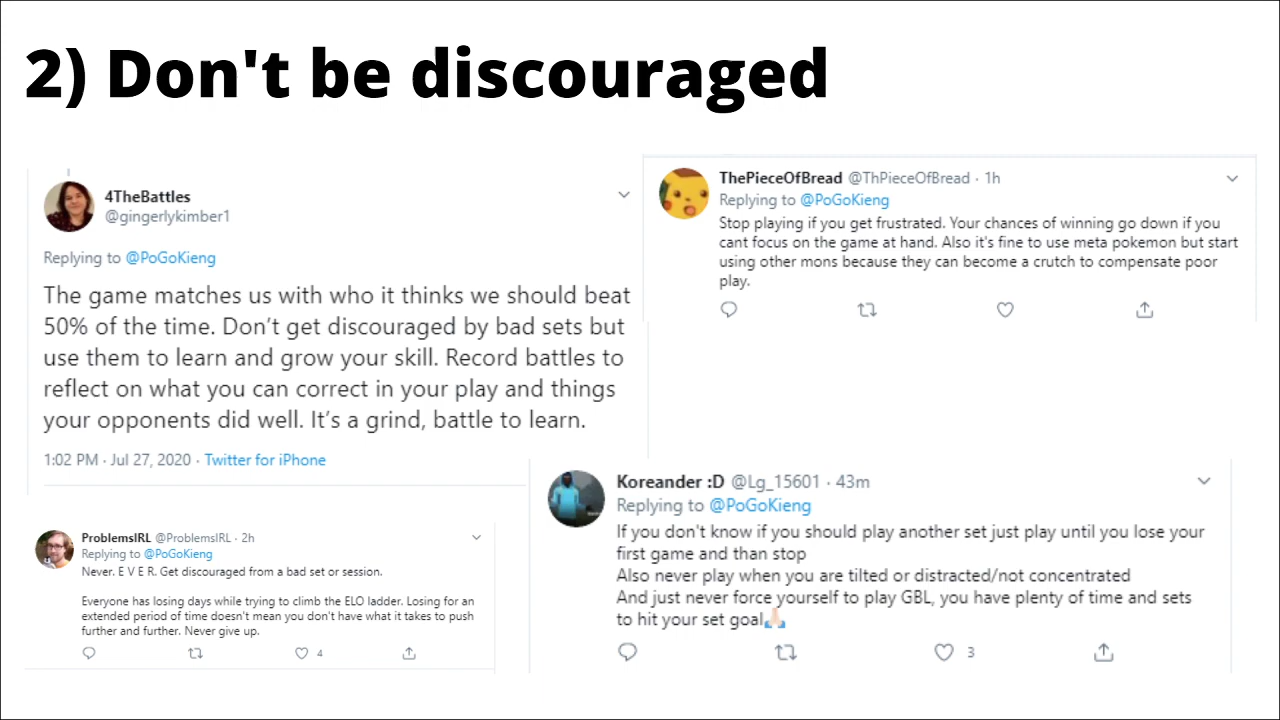 2) Don't be discouraged
4TheBattles
@gingerlykimber1
Replying to @PoGoKieng
The game matches us with who it thinks we should beat
50% of the time. Don’t get discouraged by bad sets but
use them to learn and grow your skill. Record battles to
reflect on what you can correct in your play and things
your opponents did well. It’s a grind, battle to learn.
1:02 PM · Jul 27, 2020 · Twitter for iPhone
ThePieceOfBread @ThPieceOfBread · 1h
Replying to @PoGoKieng
Stop playing if you get frustrated. Your chances of winning go down if you
cant focus on the game at hand. Also it's fine to use meta pokemon but start
using other mons because they can become a crutch to compensate poor
play.
ProblemsIRL @ProblemsIRL · 2h
Replying to @PoGoKieng
Never. E V E R. Get discouraged from a bad set or session.
Everyone has losing days while trying to climb the ELO ladder. Losing for an
extended period of time doesn't mean you don't have what it takes to push
further and further. Never give up.
4
Koreander :D @Lg_15601 · 43m
Replying to @PoGoKieng
If you don't know if you should play another set just play until you lose your
first game and than stop
Also never play when you are tilted or distracted/not concentrated
And just never force yourself to play GBL, you have plenty of time and sets
to hit your set goal🙏🏻
3